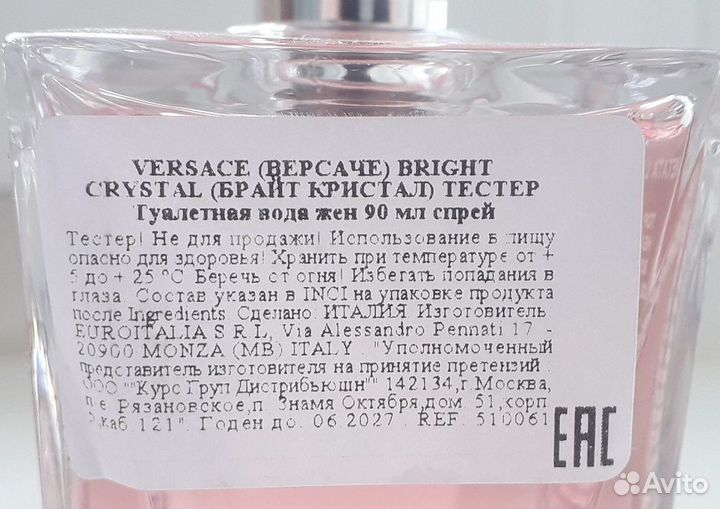 VERSACE (ВЕРСАЧЕ) BRIGHT
CRYSTAL (БРАЙТ КРИСТАЛ) ТЕСТЕР
Туалетная вода жен 90 мл спрей
Тестер! Не для продажи! Использование в пищу
опасно для здоровья! Хранить при температуре от +
5 до + 25 °С Беречь от огня! Избегать попадания в
глаза. Состав указан в INCI на упаковке продукта
после Ingredients. Сделано: ИТАЛИЯ. Изготовитель:
EUROITALIA S R L, Via Alessandro Pennati 17 -
20900 MONZA (MB) ITALY. "Уполномоченный
представитель изготовителя на принятие претензий:
ООО ""Курс Груп Дистрибьюшн"" 142134,г Москва,
п е Рязановское,п. Знамя Октября,дом 51,корп
каб.121". Годен до: 06.2027. REF: 510061
EAC
Avito